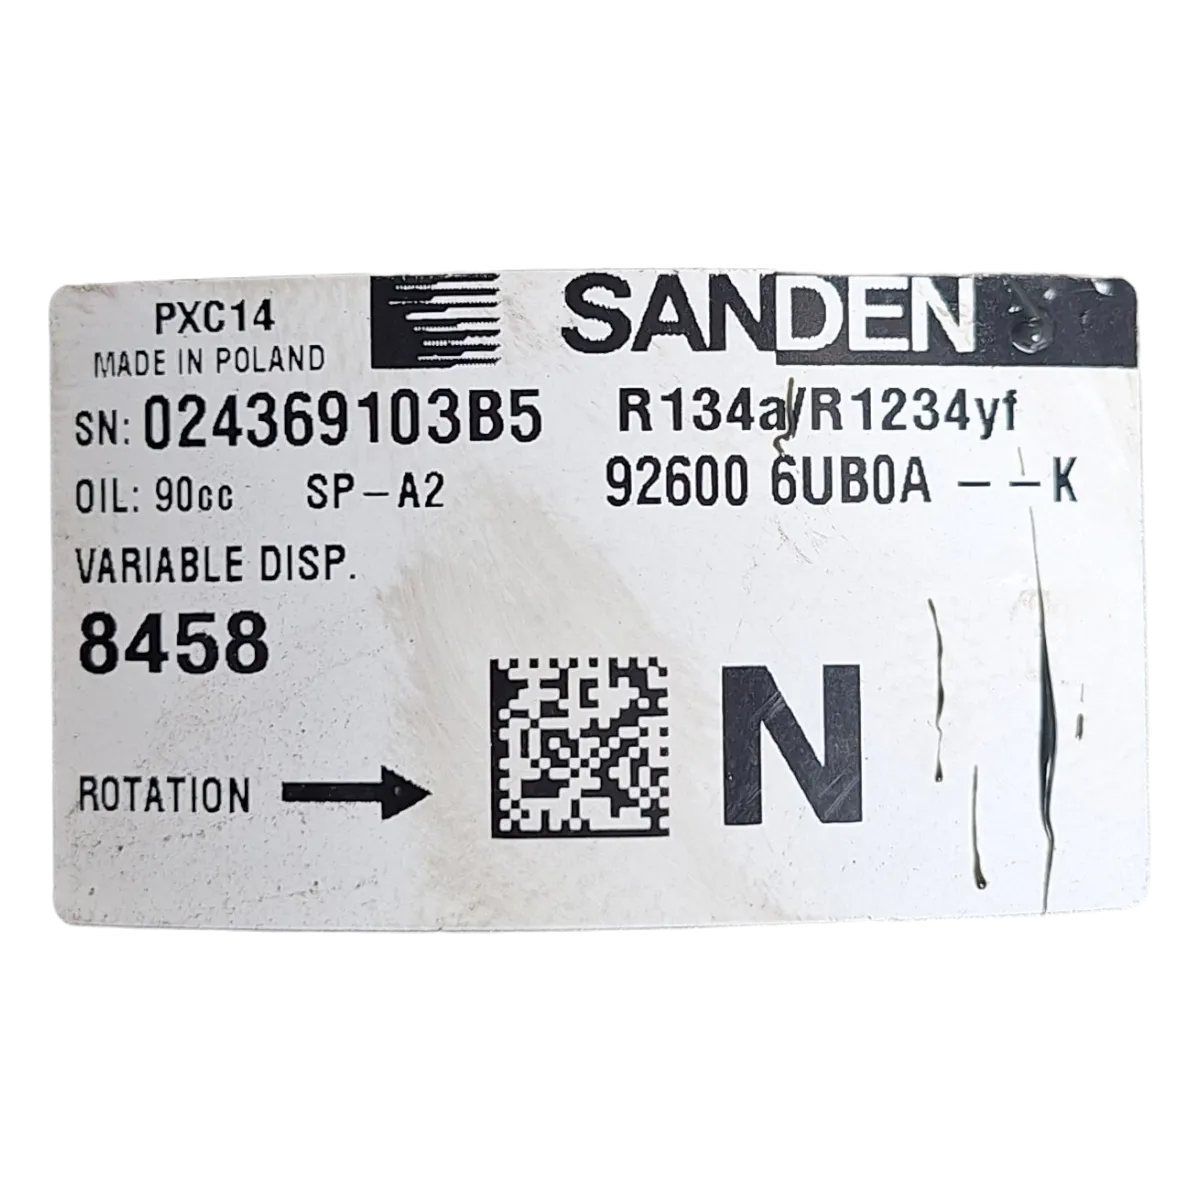 PXC14
SANDEN
MADE IN POLAND
SN: 024369103B5
R134a/R1234yf
OIL: 90cc SP-A2
92600 6UB0A - - K
VARIABLE DISP.
8458
ROTATION
N